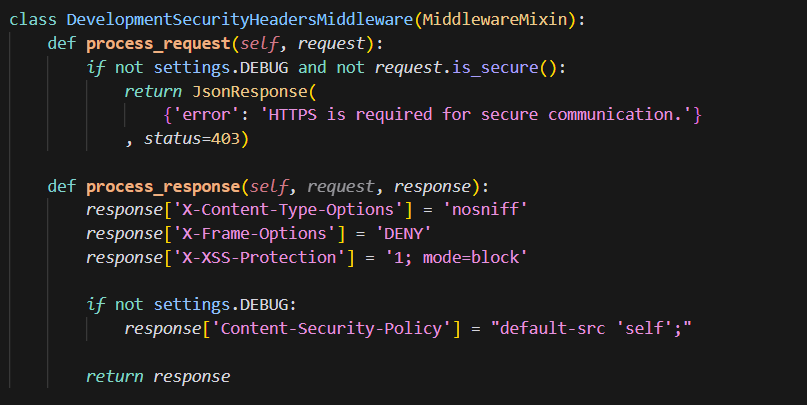 class DevelopmentSecurityHeadersMiddleware(MiddlewareMixin):
    def process_request(self, request):
        if not settings.DEBUG and not request.is_secure():
            return JsonResponse(
                {'error': 'HTTPS is required for secure communication.'}
            , status=403)

    def process_response(self, request, response):
        response['X-Content-Type-Options'] = 'nosniff'
        response['X-Frame-Options'] = 'DENY'
        response['X-XSS-Protection'] = '1; mode=block'

        if not settings.DEBUG:
            response['Content-Security-Policy'] = "default-src 'self';"

        return response